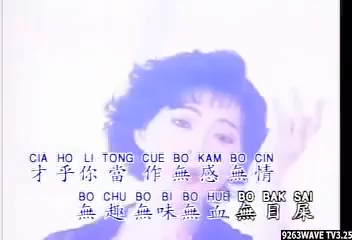 CIA HO LI TONG CUE BO KAM BO CIN
才乎你當作無感無情
BO CHU BO BI BO HUE BO BAK SAI
無趣無味無血無目屎
9263WAVE TV3.25